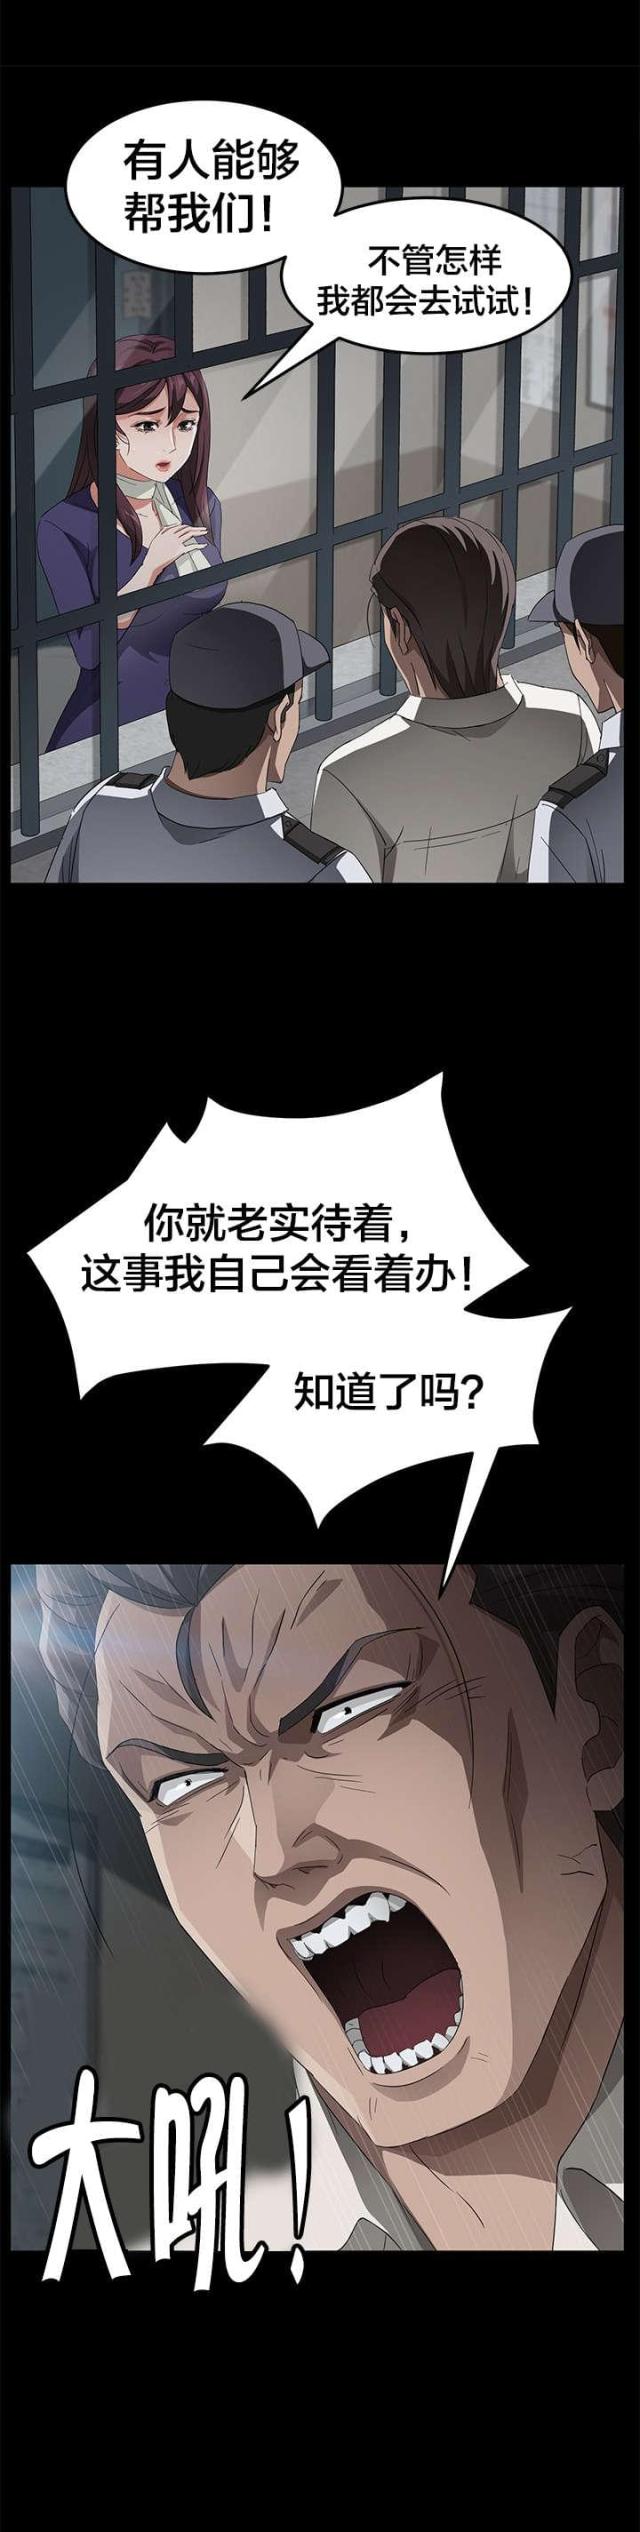 有人能够
帮我们！
不管怎样
我都会去试试！
你就老实待着，
这事我自己会看着办！
知道了吗？
大吼！